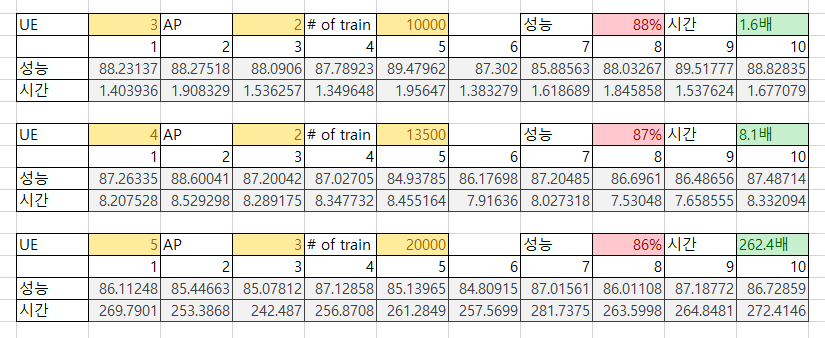 UE 3 AP 2 # of train 10000 성능 88% 시간 1.6배
1 2 3 4 5 6 7 8 9 10
성능 88.23137 88.27518 88.0906 87.78923 89.47962 87.302 85.88563 88.03267 89.51777 88.82835
시간 1.403936 1.908329 1.536257 1.349648 1.95647 1.383279 1.618689 1.845858 1.537624 1.677079
UE 4 AP 2 # of train 13500 성능 87% 시간 8.1배
1 2 3 4 5 6 7 8 9 10
성능 87.26335 88.60041 87.20042 87.02705 84.93785 86.17698 87.20485 86.6961 86.48656 87.48714
시간 8.207528 8.529298 8.289175 8.347732 8.455164 7.91636 8.027318 7.53048 7.658555 8.332094
UE 5 AP 3 # of train 20000 성능 86% 시간 262.4배
1 2 3 4 5 6 7 8 9 10
성능 86.11248 85.44663 85.07812 87.12858 85.13965 84.80915 87.01561 86.01108 87.18772 86.72859
시간 269.7901 253.3868 242.487 256.8708 261.2849 257.5699 281.7375 263.5998 264.8481 272.4146